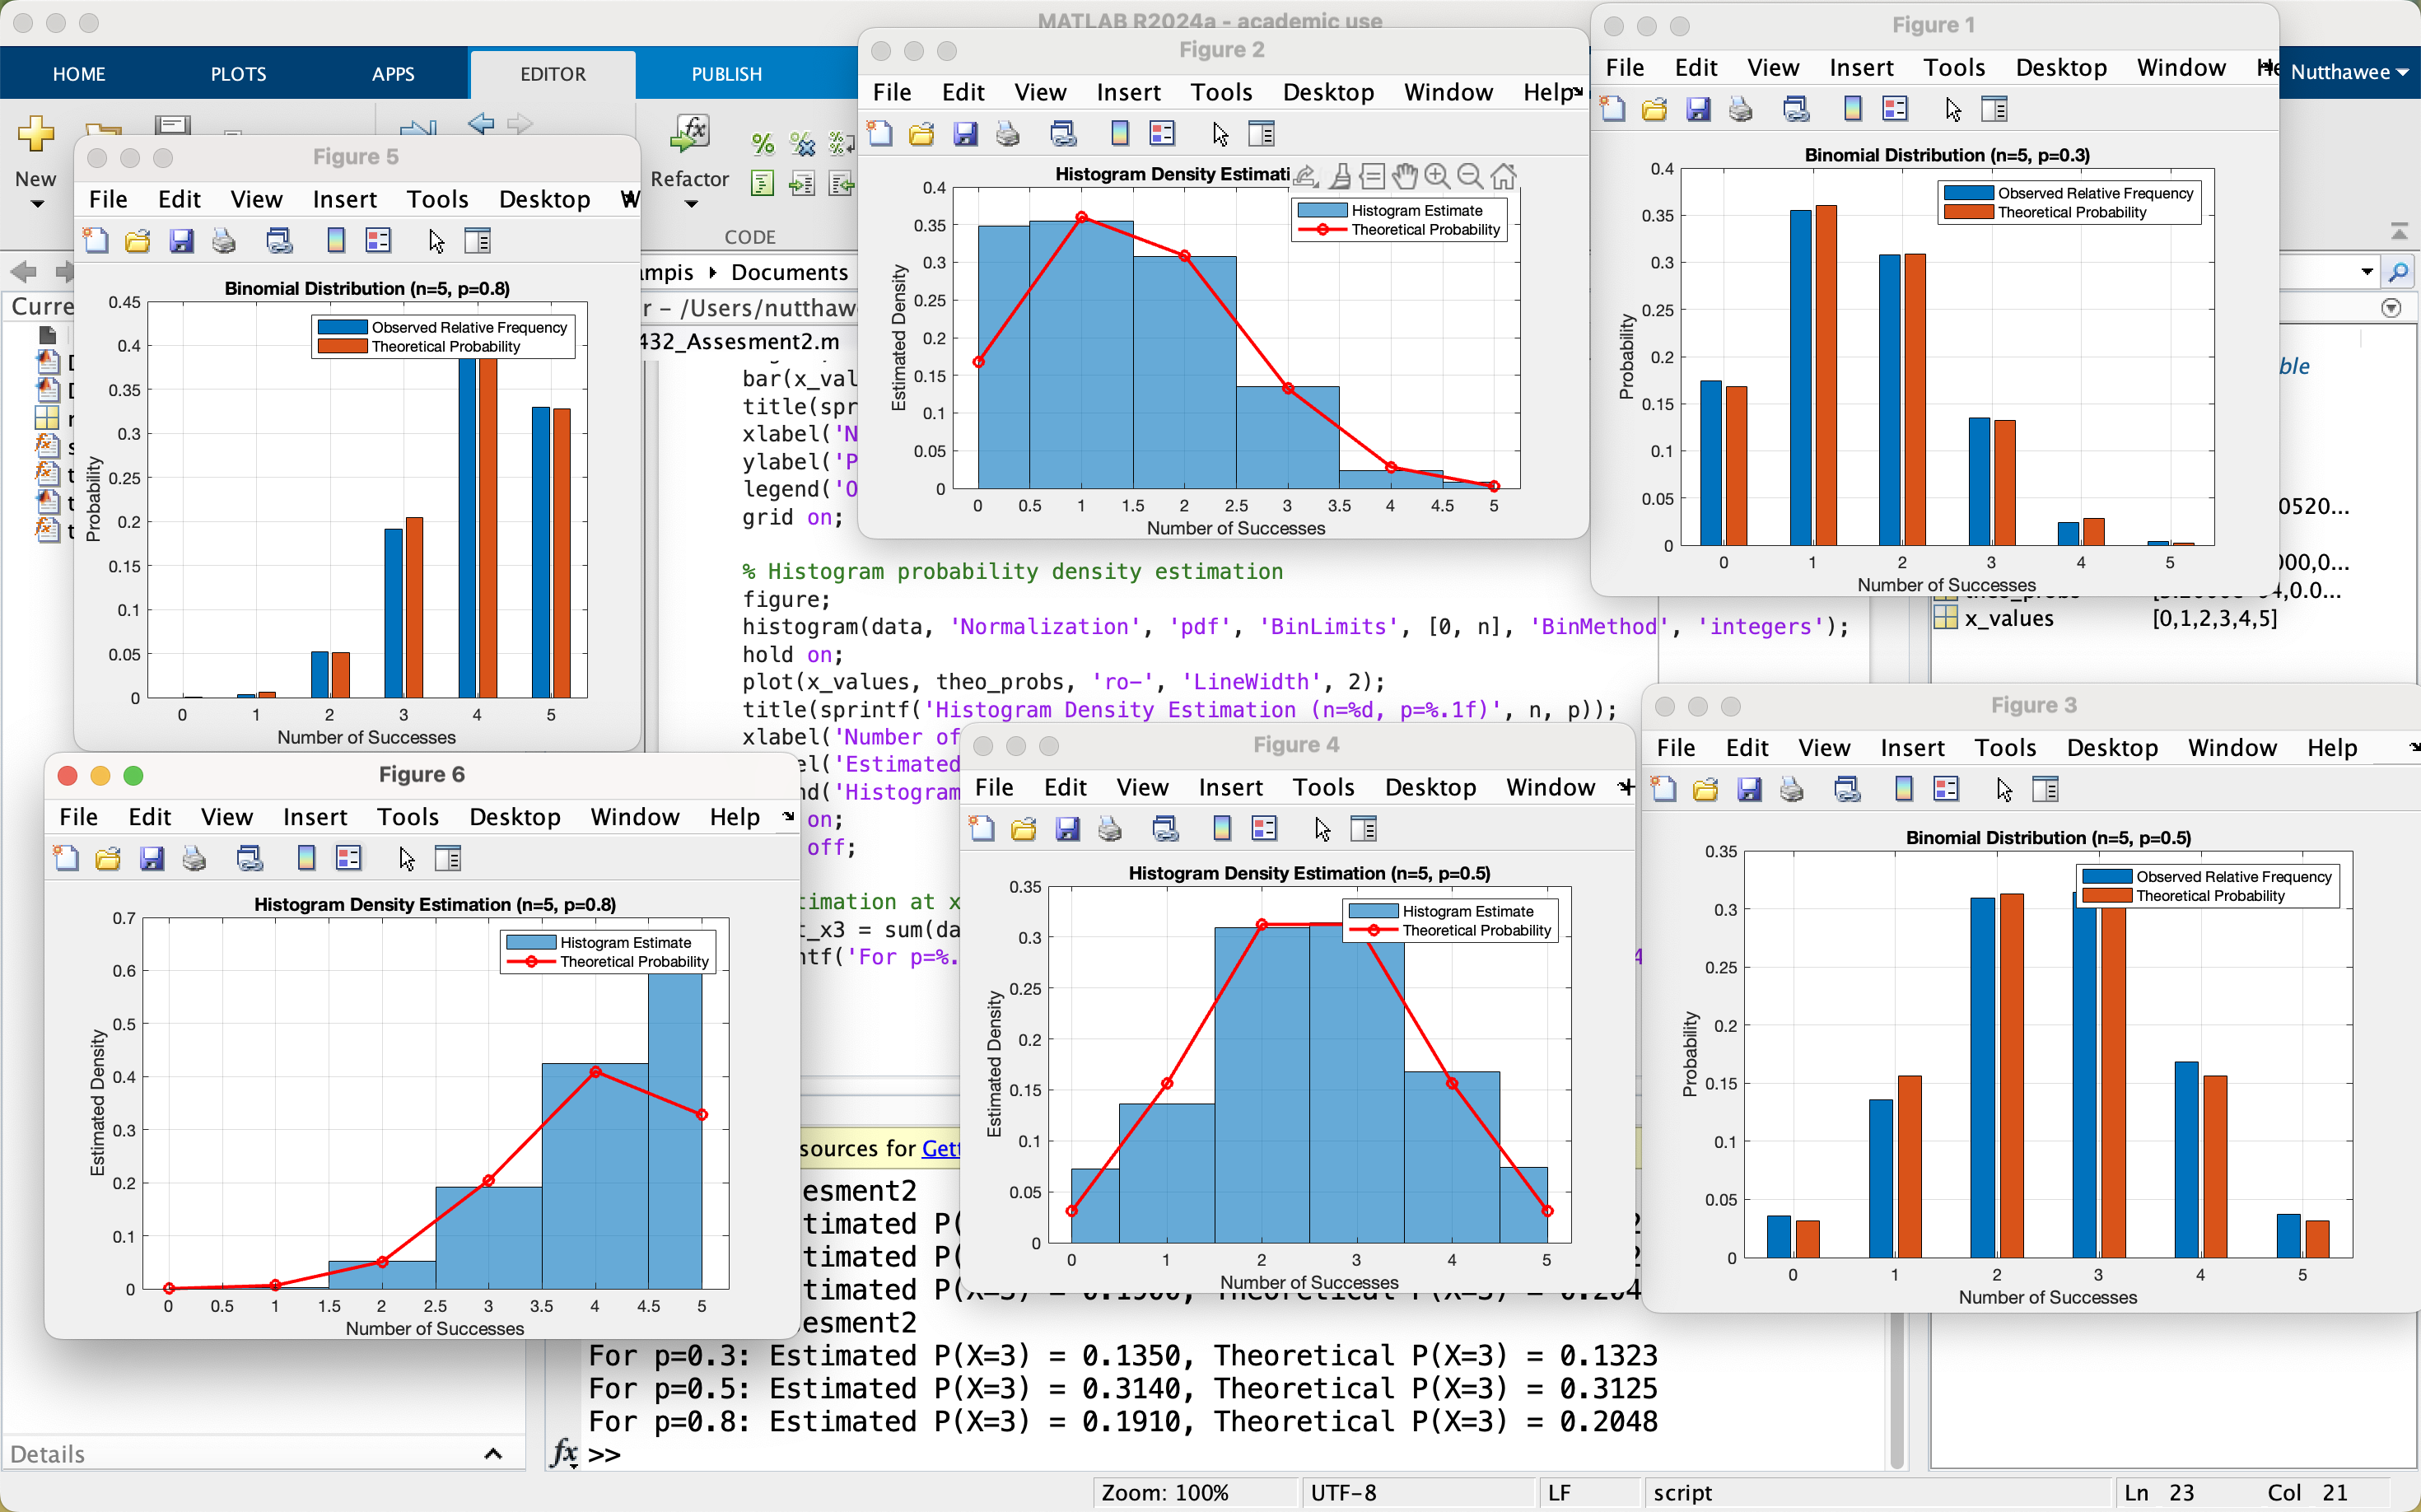 MATLAB R2024a - academic use
HOME PLOTS APPS EDITOR PUBLISH
Nutthawee
New
Refactor
CODE
ampis Documents
r – /Users/nutthaw
432_Assesment2.m
bar(x_val
title(spr
xlabel('N
ylabel('P
legend('O
grid on;
% Histogram probability density estimation
figure;
histogram(data, 'Normalization', 'pdf', 'BinLimits', [0, n], 'BinMethod', 'integers');
hold on;
plot(x_values, theo_probs, 'ro-', 'LineWidth', 2);
title(sprintf('Histogram Density Estimation (n=%d, p=%.1f)', n, p));
xlabel('Number of
el('Estimated
nd('Histogram
on;
off;
timation at x
t_x3 = sum(da
ntf('For p=%.
Curre
ble
0520...
000,0...
x_values [0,1,2,3,4,5]
Figure 5
File Edit View Insert Tools Desktop W
Binomial Distribution (n=5, p=0.8)
Observed Relative Frequency
Theoretical Probability
Probability
0.45
0.4
0.35
0.3
0.25
0.2
0.15
0.1
0.05
0
0 1 2 3 4 5
Number of Successes
Figure 2
File Edit View Insert Tools Desktop Window Help
Histogram Density Estimati
Histogram Estimate
Theoretical Probability
Estimated Density
0.4
0.35
0.3
0.25
0.2
0.15
0.1
0.05
0
0 0.5 1 1.5 2 2.5 3 3.5 4 4.5 5
Number of Successes
Figure 1
File Edit View Insert Tools Desktop Window He
Binomial Distribution (n=5, p=0.3)
Observed Relative Frequency
Theoretical Probability
Probability
0.4
0.35
0.3
0.25
0.2
0.15
0.1
0.05
0
0 1 2 3 4 5
Number of Successes
Figure 6
File Edit View Insert Tools Desktop Window Help
Histogram Density Estimation (n=5, p=0.8)
Histogram Estimate
Theoretical Probability
Estimated Density
0.7
0.6
0.5
0.4
0.3
0.2
0.1
0
0 0.5 1 1.5 2 2.5 3 3.5 4 4.5 5
Number of Successes
Figure 4
File Edit View Insert Tools Desktop Window
Histogram Density Estimation (n=5, p=0.5)
Histogram Estimate
Theoretical Probability
Estimated Density
0.35
0.3
0.25
0.2
0.15
0.1
0.05
0
0 1 2 3 4 5
Number of Successes
Figure 3
File Edit View Insert Tools Desktop Window Help
Binomial Distribution (n=5, p=0.5)
Observed Relative Frequency
Theoretical Probability
Probability
0.35
0.3
0.25
0.2
0.15
0.1
0.05
0
0 1 2 3 4 5
Number of Successes
sources for Gett
esment2
timated P(
timated P(
esment2
For p=0.3: Estimated P(X=3) = 0.1350, Theoretical P(X=3) = 0.1323
For p=0.5: Estimated P(X=3) = 0.3140, Theoretical P(X=3) = 0.3125
For p=0.8: Estimated P(X=3) = 0.1910, Theoretical P(X=3) = 0.2048
fx >>
Details
Zoom: 100% UTF-8 LF script Ln 23 Col 21